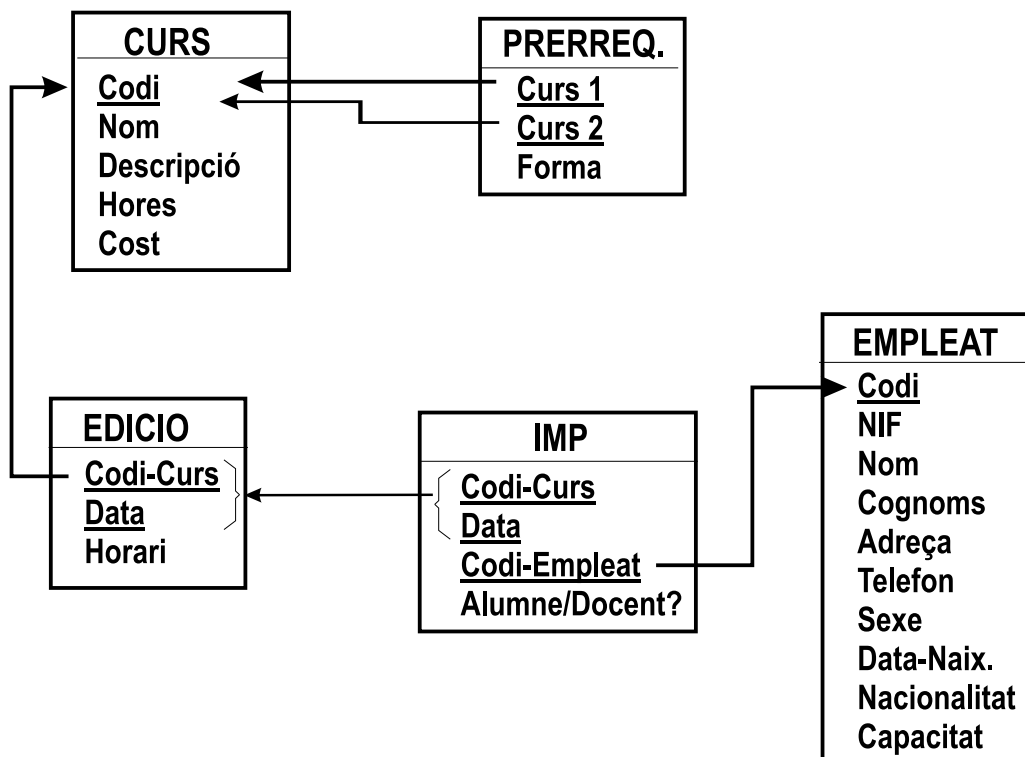 CURS
Codi
Nom
Descripció
Hores
Cost
PRERREQ.
Curs 1
Curs 2
Forma
EDICIO
Codi-Curs
Data
Horari
IMP
Codi-Curs
Data
Codi-Empleat
Alumne/Docent?
EMPLEAT
Codi
NIF
Nom
Cognoms
Adreça
Telefon
Sexe
Data-Naix.
Nacionalitat
Capacitat